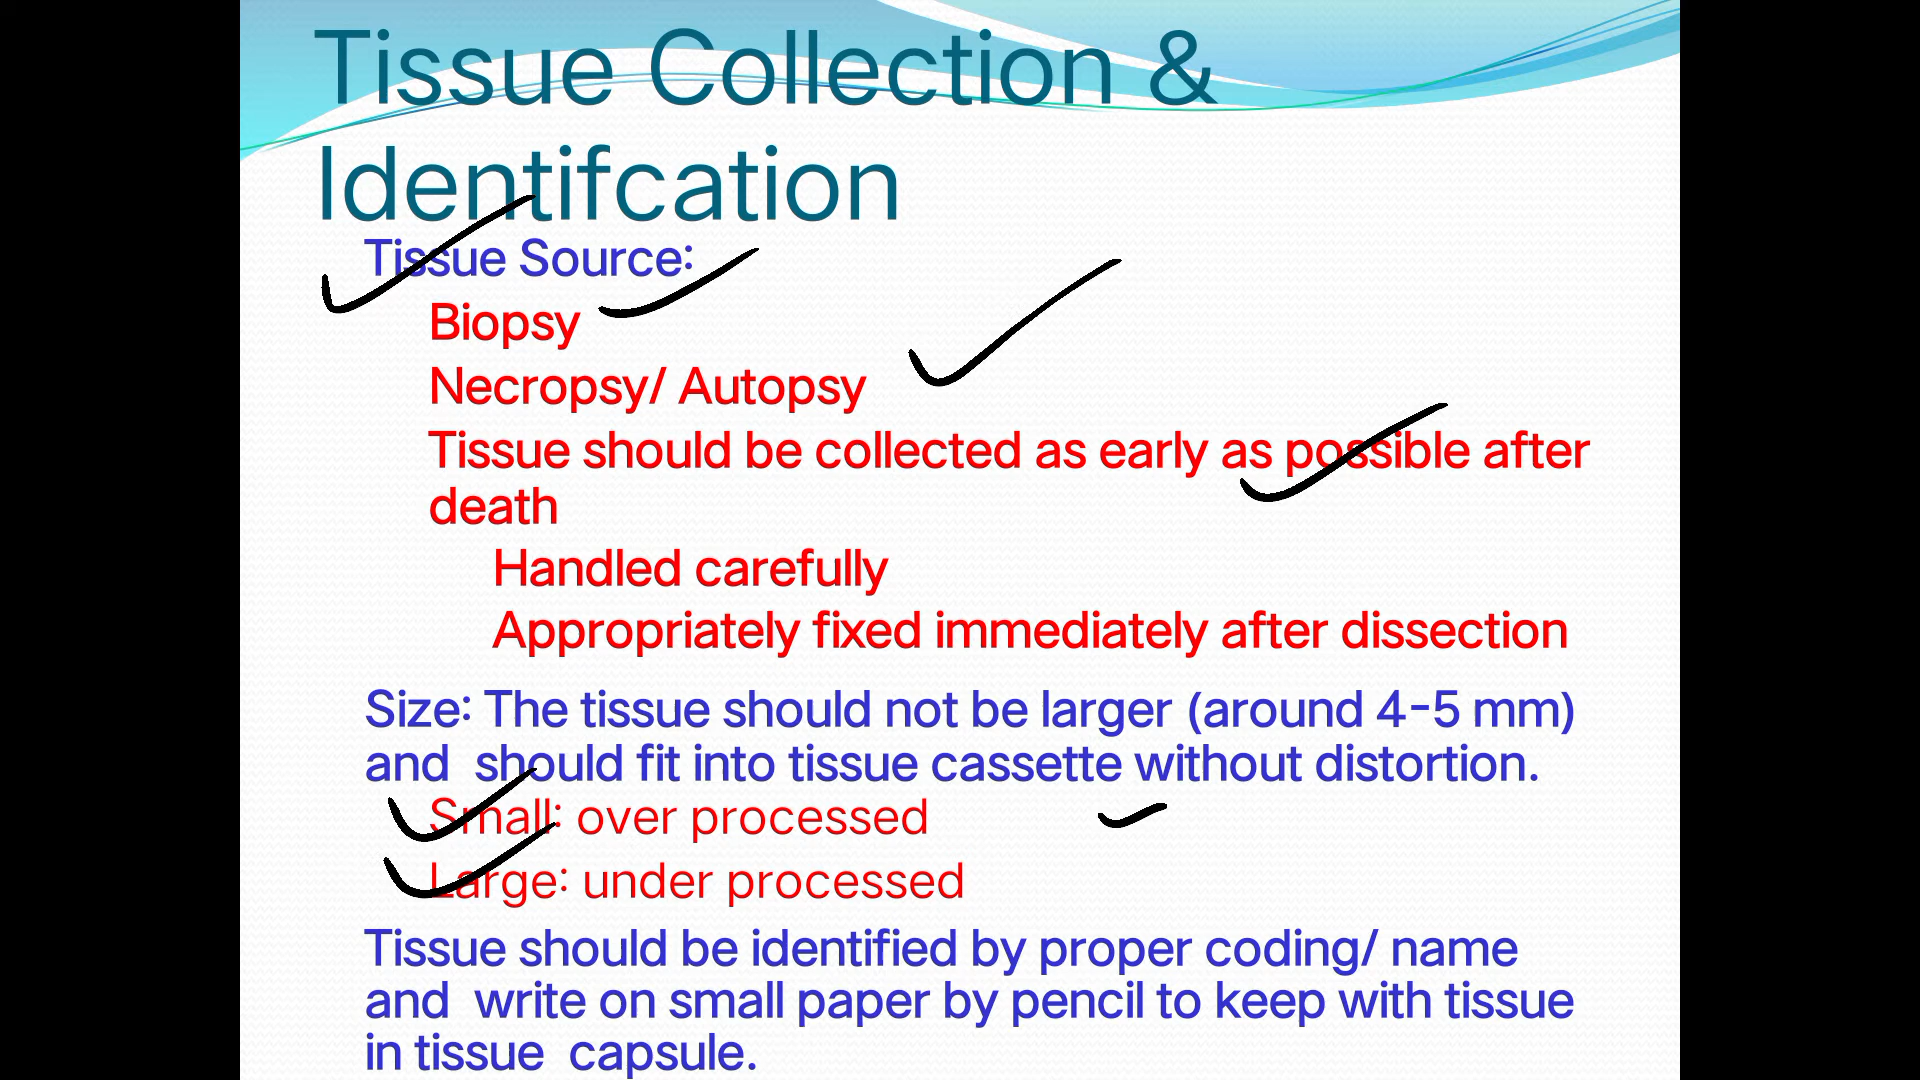 Tissue Collection &
Identifcation
Tissue Source:
Biopsy
Necropsy/ Autopsy
Tissue should be collected as early as possible after
death
Handled carefully
Appropriately fixed immediately after dissection
Size: The tissue should not be larger (around 4-5 mm)
and should fit into tissue cassette without distortion.
Small: over processed
Large: under processed
Tissue should be identified by proper coding/ name
and write on small paper by pencil to keep with tissue
in tissue capsule.